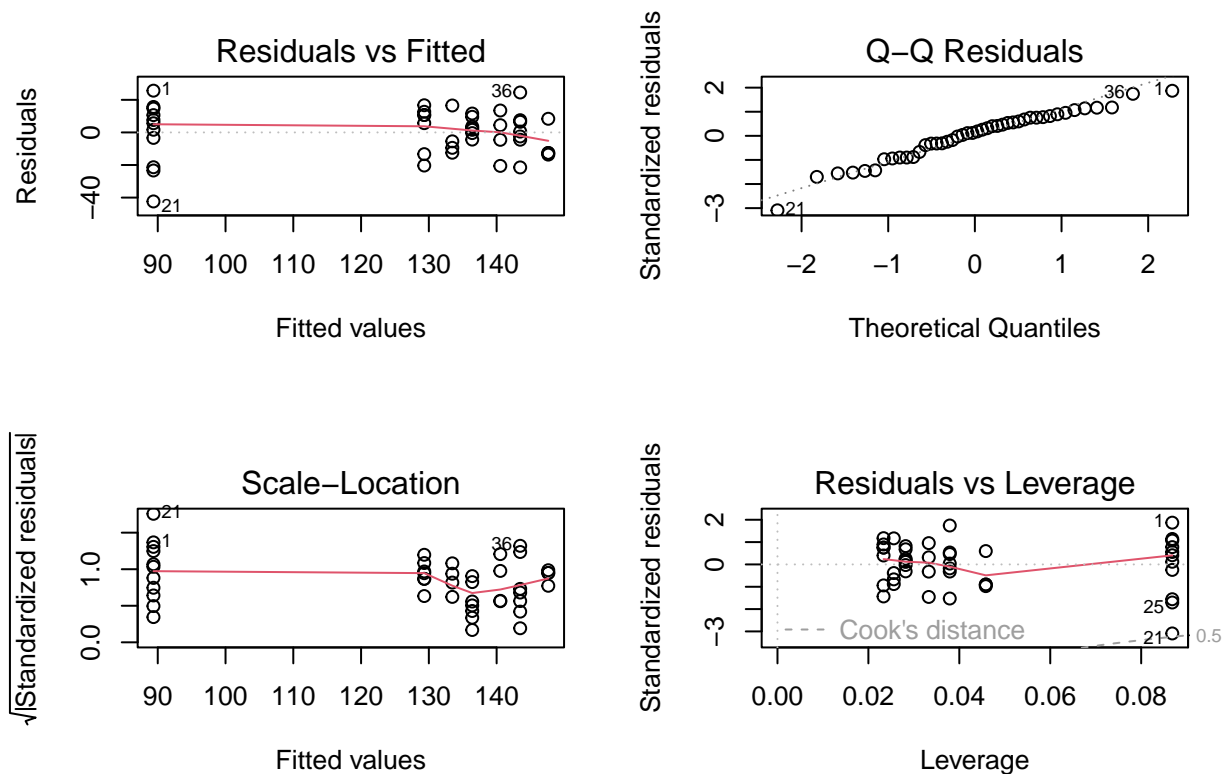 Residuals vs Fitted
Residuals
0
−40
1
36
21
90 100 110 120 130 140
Fitted values
Q−Q Residuals
Standardized residuals
2
0
−3
36
1
21
−2 −1 0 1 2
Theoretical Quantiles
Scale−Location
√|Standardized residuals|
1.0
0.0
21
1
36
90 100 110 120 130 140
Fitted values
Residuals vs Leverage
Standardized residuals
2
0
−3
1
25
21
Cook's distance
0.5
0.00 0.02 0.04 0.06 0.08
Leverage